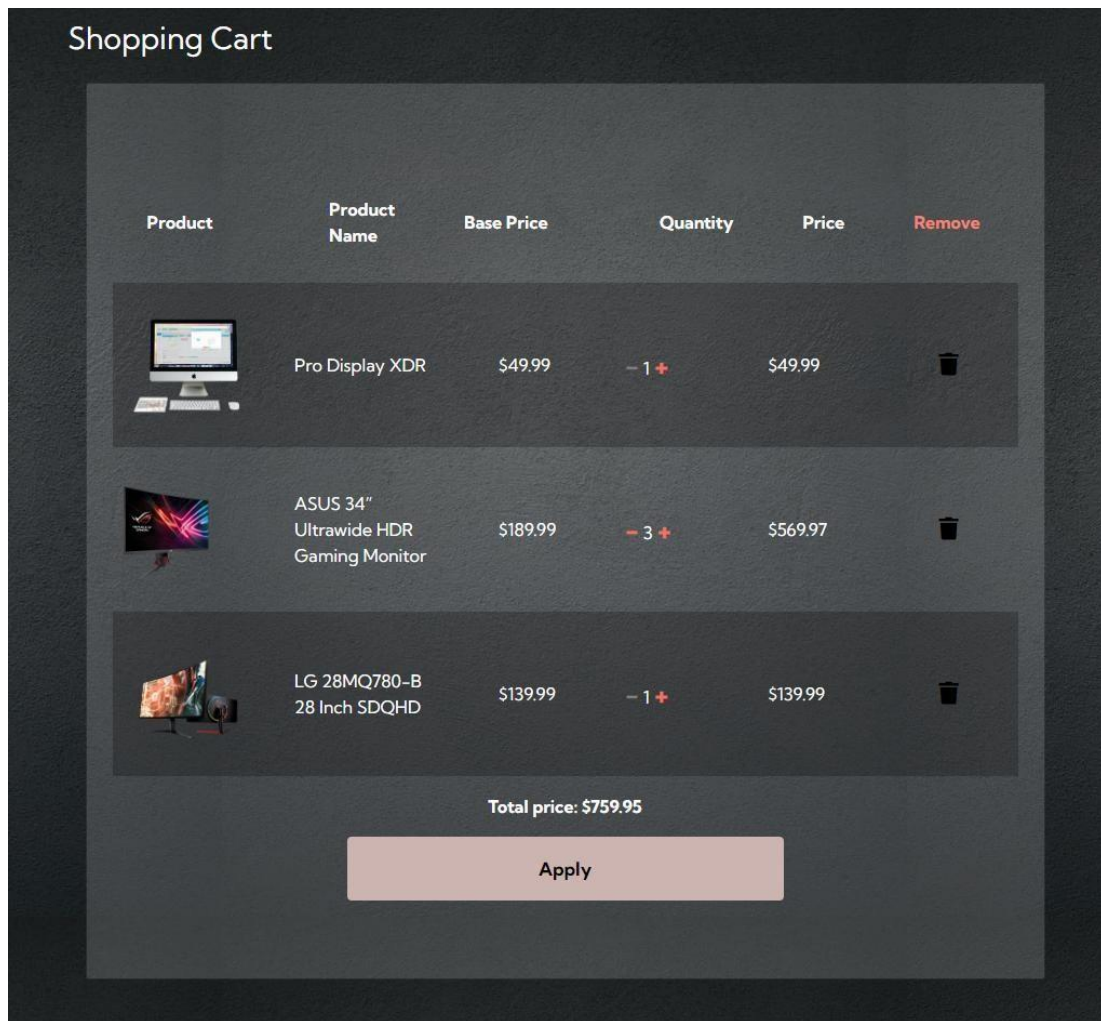 Shopping Cart
Product
Product
Name
Base Price
Quantity
Price
Remove
Pro Display XDR
$49.99
– 1 +
$49.99
ASUS 34"
Ultrawide HDR
Gaming Monitor
$189.99
– 3 +
$569.97
LG 28MQ780-B
28 Inch SDQHD
$139.99
– 1 +
$139.99
Total price: $759.95
Apply